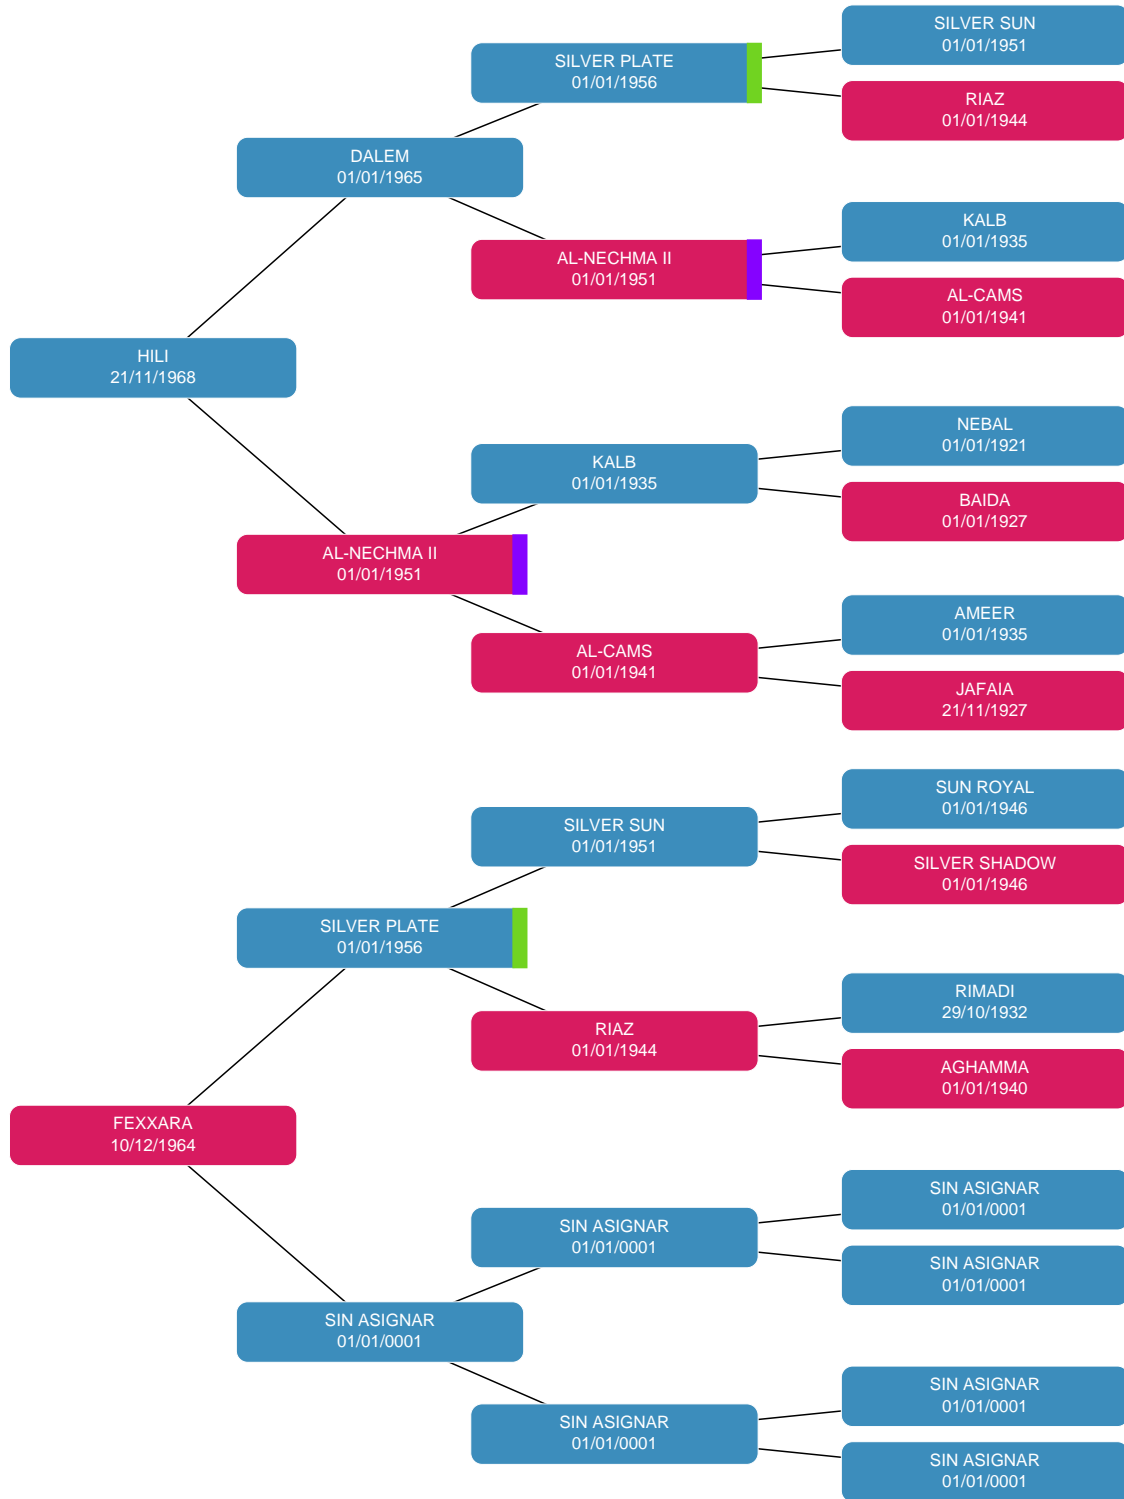 SILVER SUN
01/01/1951
SILVER PLATE
01/01/1956
RIAZ
01/01/1944
DALEM
01/01/1965
KALB
01/01/1935
AL-NECHMA II
01/01/1951
AL-CAMS
01/01/1941
HILI
21/11/1968
NEBAL
01/01/1921
KALB
01/01/1935
BAIDA
01/01/1927
AL-NECHMA II
01/01/1951
AMEER
01/01/1935
AL-CAMS
01/01/1941
JAFAIA
21/11/1927
SUN ROYAL
01/01/1946
SILVER SUN
01/01/1951
SILVER SHADOW
01/01/1946
SILVER PLATE
01/01/1956
RIMADI
29/10/1932
RIAZ
01/01/1944
AGHAMMA
01/01/1940
FEXXARA
10/12/1964
SIN ASIGNAR
01/01/0001
SIN ASIGNAR
01/01/0001
SIN ASIGNAR
01/01/0001
SIN ASIGNAR
01/01/0001
SIN ASIGNAR
01/01/0001
SIN ASIGNAR
01/01/0001
SIN ASIGNAR
01/01/0001